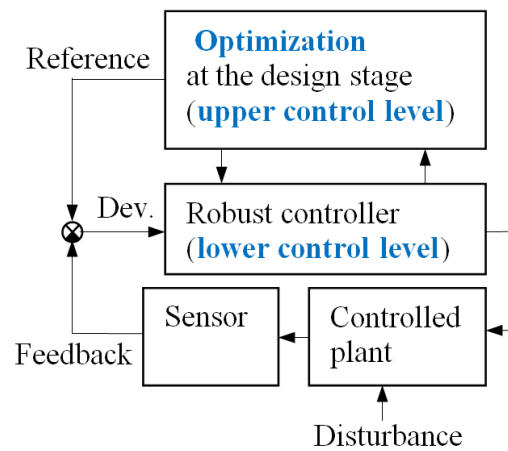 Optimization
Reference
at the design stage
(upper control level)
Dev.
Robust controller
(lower control level)
Sensor
Controlled
plant
Feedback
Disturbance